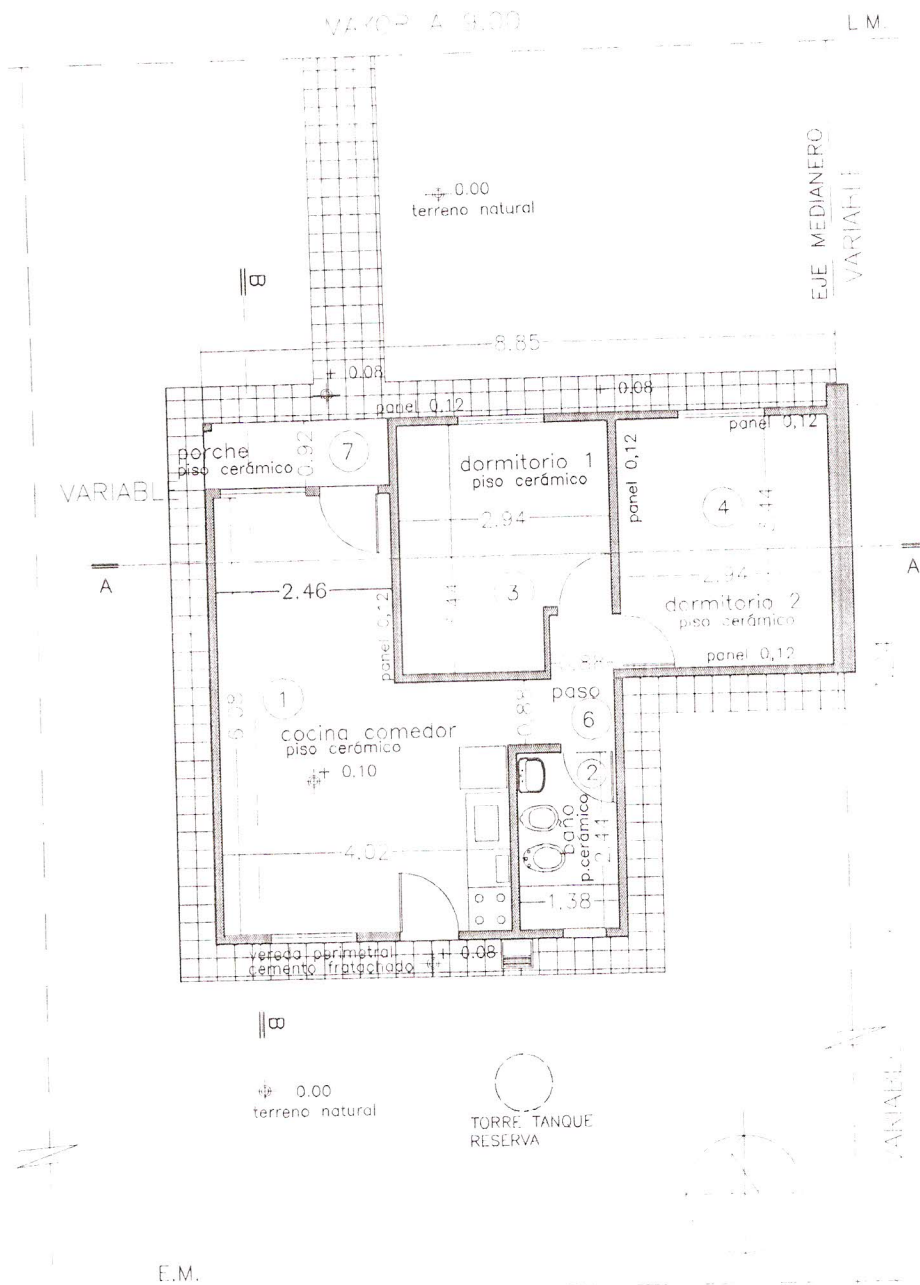 MAYOR A 9.00
L.M.
0.00
terreno natural
EJE MEDIANERO
VARIABLE
B
8.85
+ 0.08
+ 0.08
panel 0.12
panel 0,12
porche
piso cerámico
0.92
7
dormitorio 1
piso cerámico
panel 0,12
4
VARIABLE
2.94
A
A
2.46
3
2.94
dormitorio 2
piso cerámico
panel 0,12
panel 0,12
1
paso
6
cocina comedor
piso cerámico
+ 0.10
2
baño
p.cerámico
4.02
1.38
vereda perimetral
cemento fratachado
+ 0.08
B
0.00
terreno natural
TORRE TANQUE
RESERVA
VARIABLE
E.M.